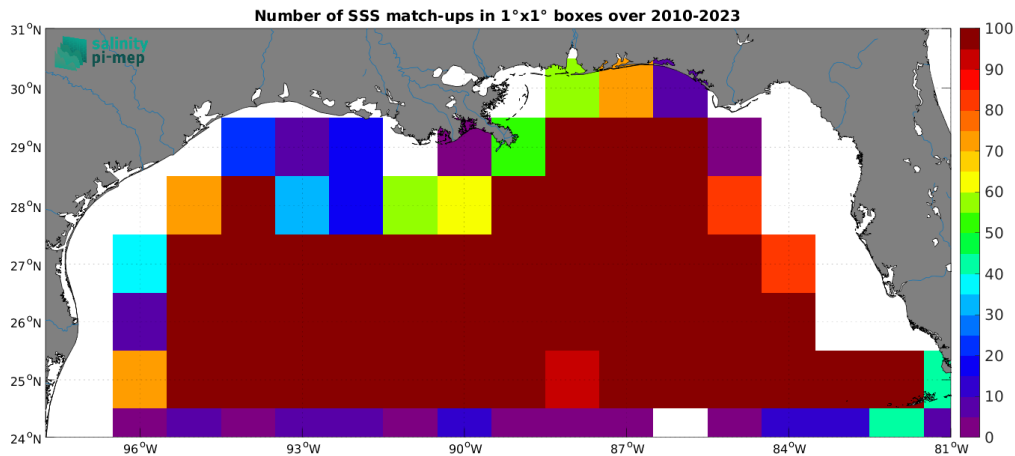 Number of SSS match-ups in 1°x1° boxes over 2010-2023
salinity
pi-mep
31°N
30°N
29°N
28°N
27°N
26°N
25°N
24°N
96°W
93°W
90°W
87°W
84°W
81°W
100
90
80
70
60
50
40
30
20
10
0